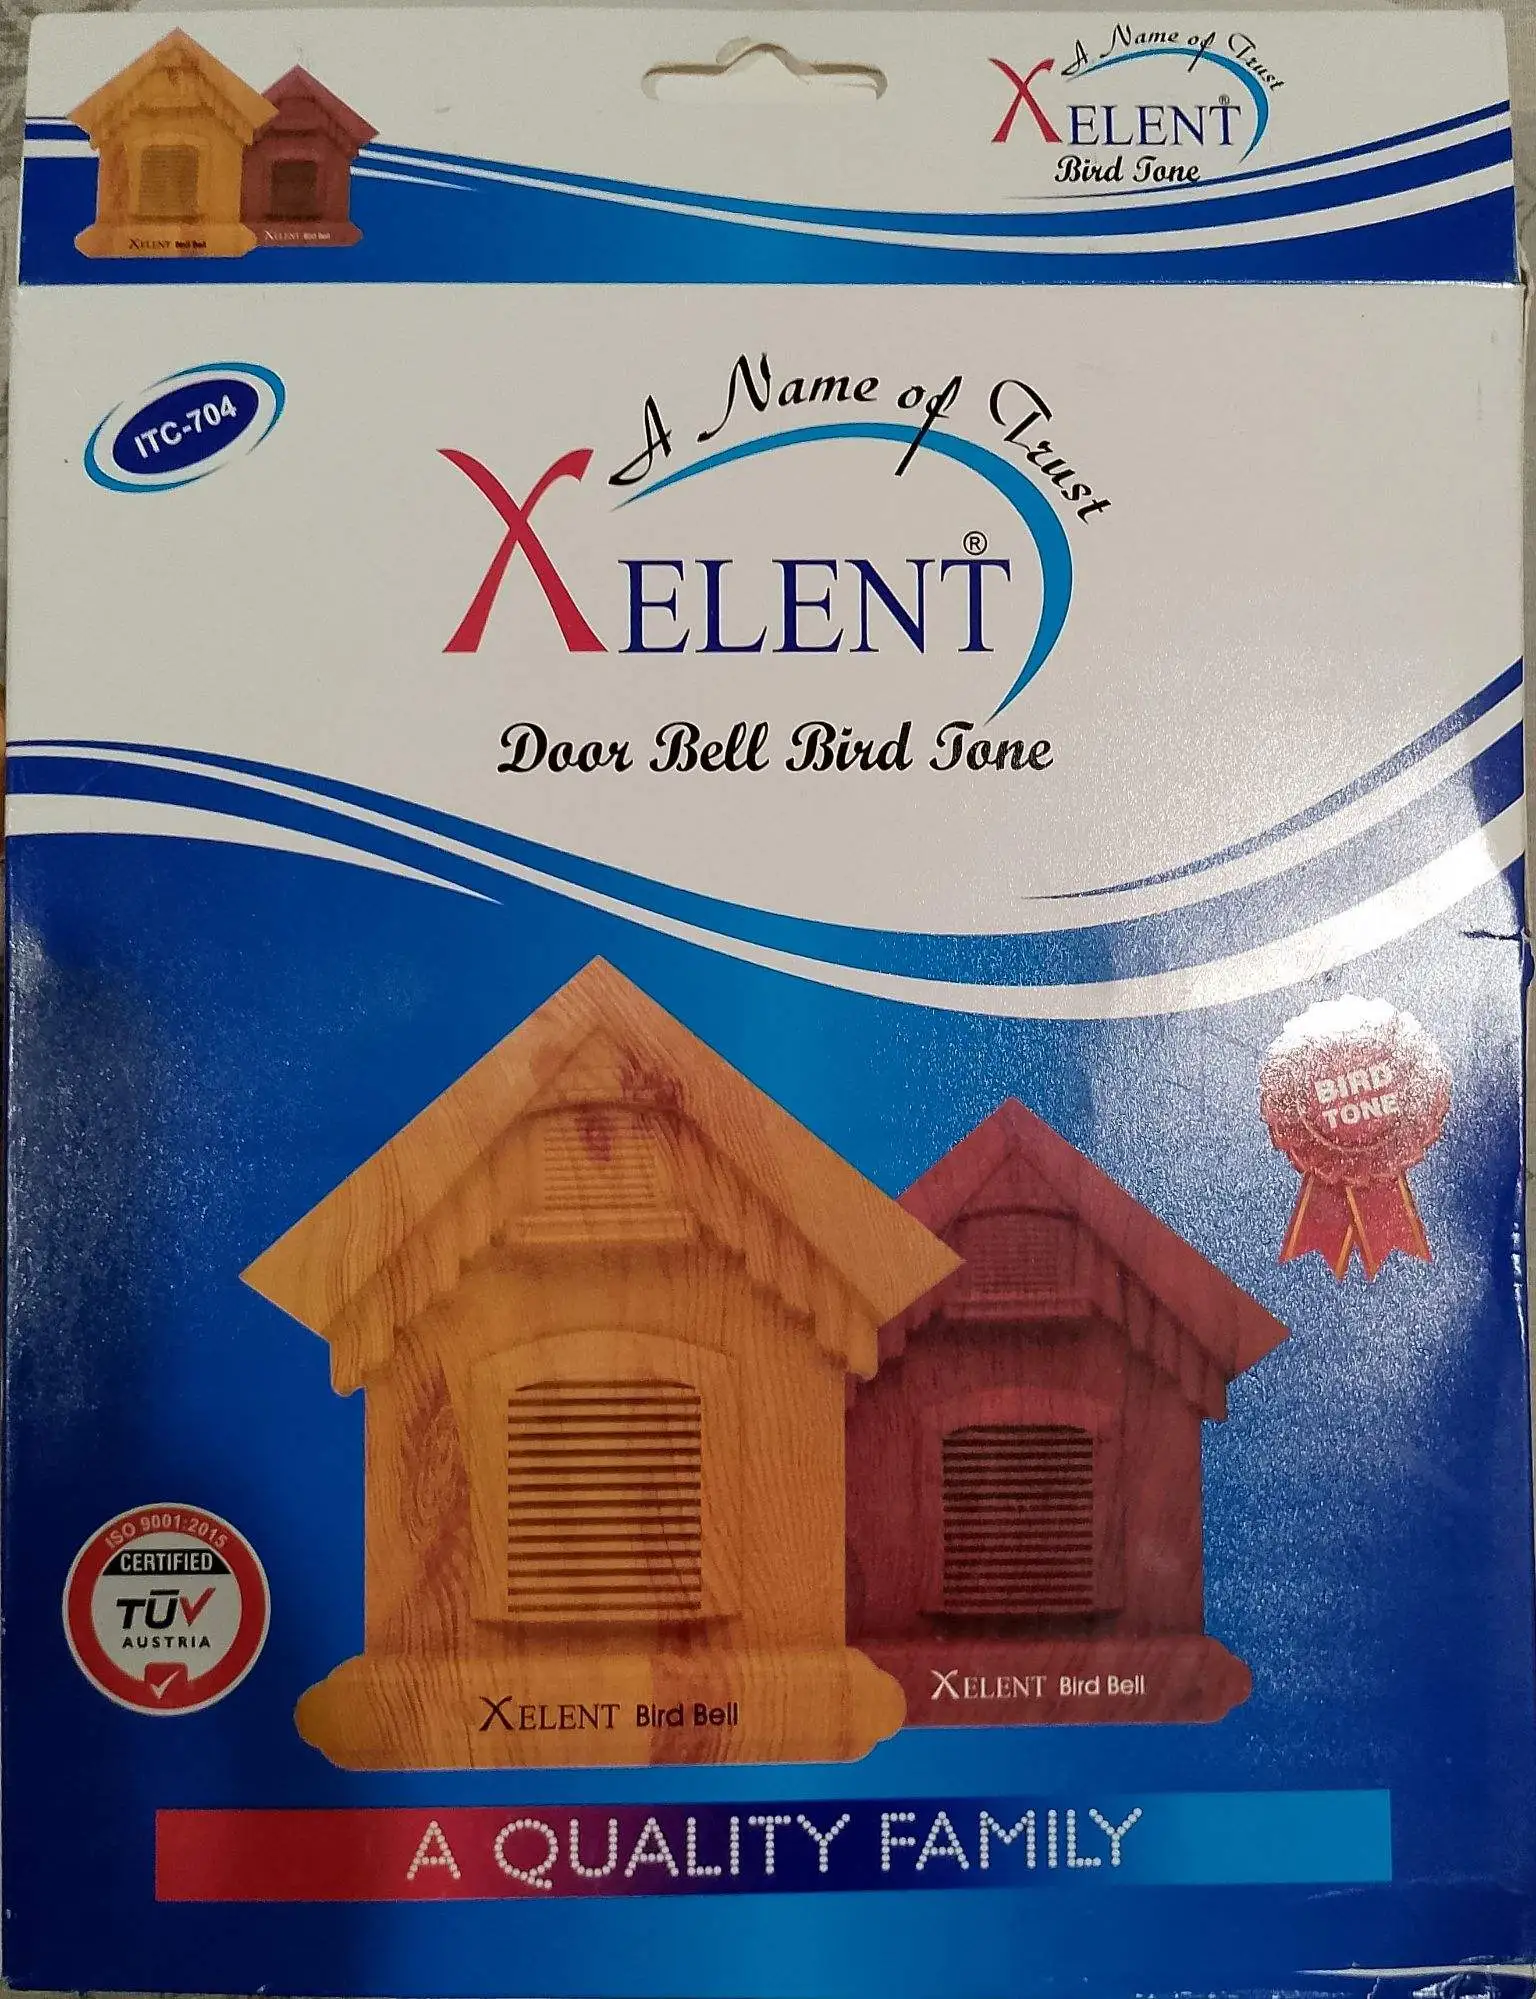 A Name of Trust
XELENT®
Bird Tone
XELENT Bird Bell
XELENT Bird Bell
ITC-704
A Name of Trust
XELENT®
Door Bell Bird Tone
BIRD
TONE
ISO 9001:2015
CERTIFIED
TÜV
AUSTRIA
XELENT Bird Bell
XELENT Bird Bell
A QUALITY FAMILY